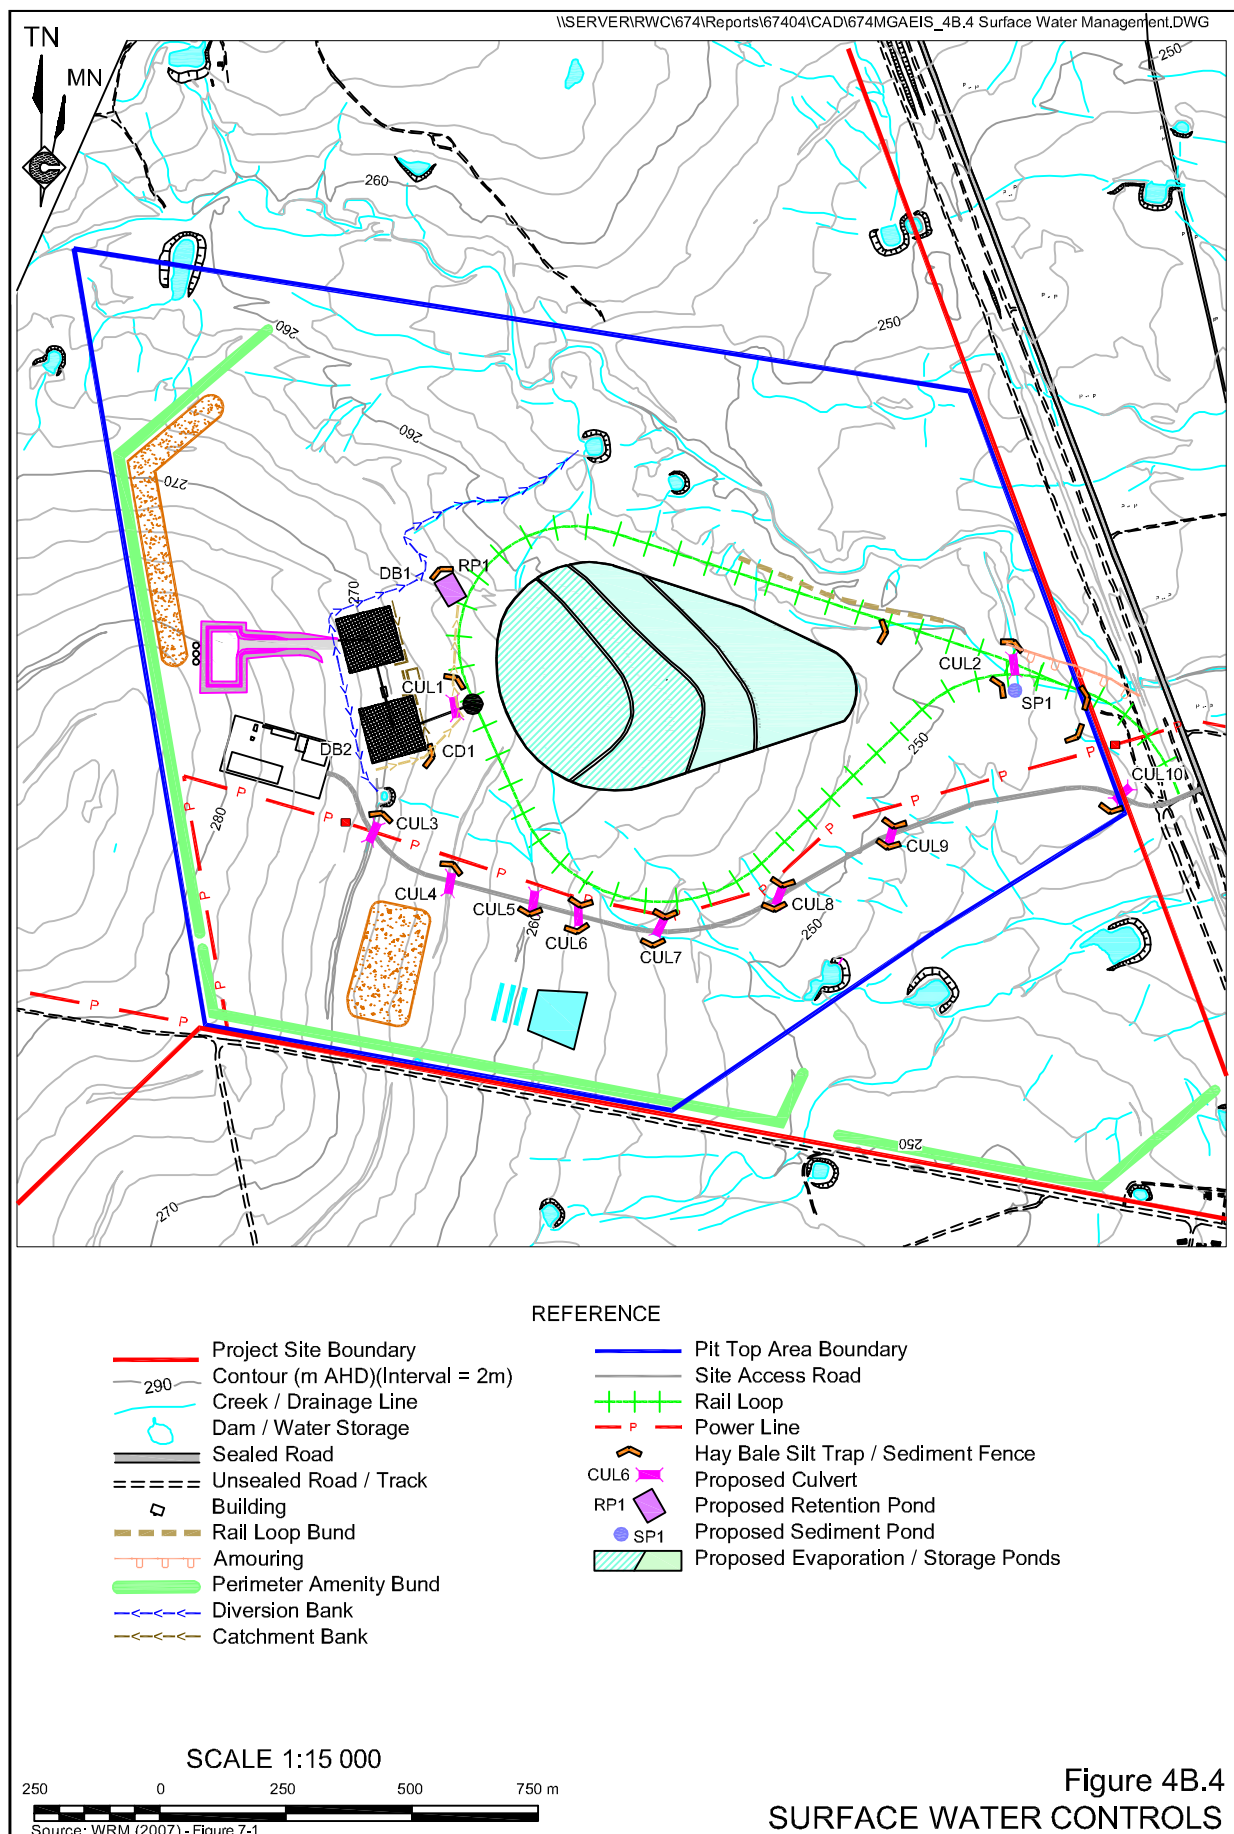 \\SERVER\RWC\674\Reports\67404\CAD\674MGAEIS_4B.4 Surface Water Management.DWG
TN
MN
250
260
250
260
260
270
DB1
RP1
270
CUL1
CUL2
SP1
CD1
DB2
250
CUL10
280
CUL3
CUL9
CUL4
CUL5
CUL8
260
CUL6
CUL7
250
250
270
P
P
P
P
P
P
P
P
P
P
P
P
P
P
REFERENCE
Project Site Boundary
290 Contour (m AHD)(Interval = 2m)
Creek / Drainage Line
Dam / Water Storage
Sealed Road
Unsealed Road / Track
Building
Rail Loop Bund
Amouring
Perimeter Amenity Bund
Diversion Bank
Catchment Bank
Pit Top Area Boundary
Site Access Road
Rail Loop
P Power Line
Hay Bale Silt Trap / Sediment Fence
CUL6 Proposed Culvert
RP1 Proposed Retention Pond
SP1 Proposed Sediment Pond
Proposed Evaporation / Storage Ponds
SCALE 1:15 000
250 0 250 500 750 m
Source: WRM (2007) - Figure 7-1
Figure 4B.4
SURFACE WATER CONTROLS